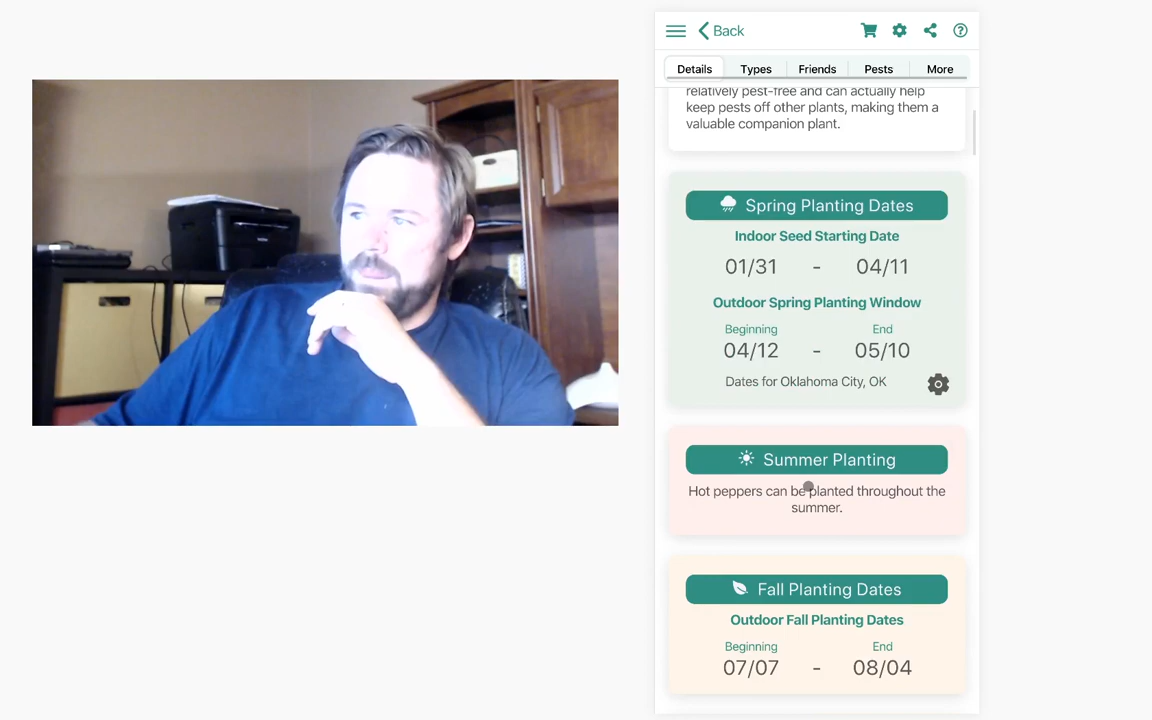 Back
Details Types Friends Pests More
relatively pest-free and can actually help
keep pests off other plants, making them a
valuable companion plant.
Spring Planting Dates
Indoor Seed Starting Date
01/31 - 04/11
Outdoor Spring Planting Window
Beginning End
04/12 - 05/10
Dates for Oklahoma City, OK
Summer Planting
Hot peppers can be planted throughout the
summer.
Fall Planting Dates
Outdoor Fall Planting Dates
Beginning End
07/07 - 08/04